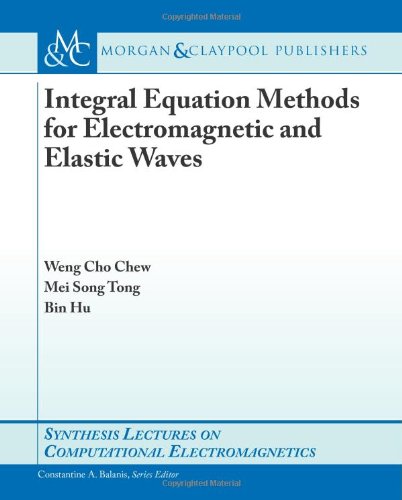 Copyrighted Material
M&C
MORGAN & CLAYPOOL PUBLISHERS
Integral Equation Methods
for Electromagnetic and
Elastic Waves
Weng Cho Chew
Mei Song Tong
Bin Hu
SYNTHESIS LECTURES ON
COMPUTATIONAL ELECTROMAGNETICS
Constantine A. Balanis, Series Editor
Copyrighted Material